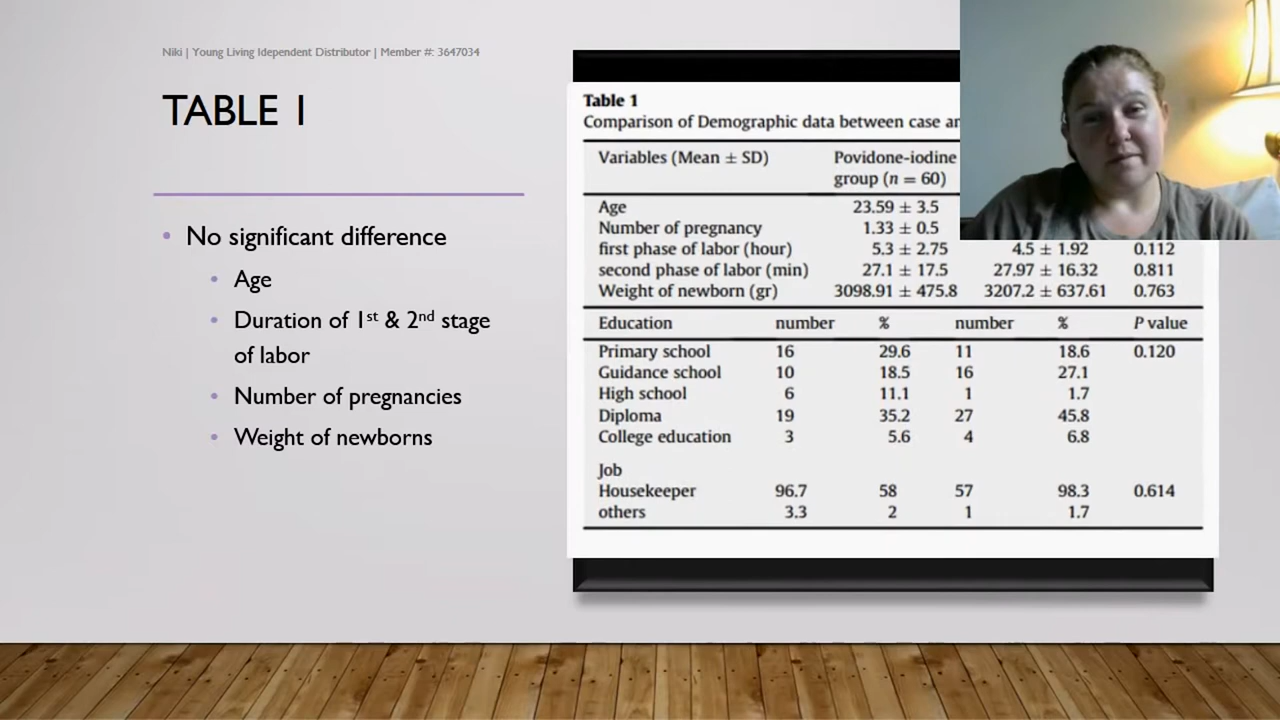 Niki | Young Living Idependent Distributor | Member #: 3647034
TABLE 1
• No significant difference
• Age
• Duration of 1st & 2nd stage
of labor
• Number of pregnancies
• Weight of newborns
Table 1
Comparison of Demographic data between case
Variables (Mean ± SD) Povidone-iodine
group (n = 60)
Age 23.59 ± 3.5
Number of pregnancy 1.33 ± 0.5
first phase of labor (hour) 5.3 ± 2.75 4.5 ± 1.92 0.112
second phase of labor (min) 27.1 ± 17.5 27.97 ± 16.32 0.811
Weight of newborn (gr) 3098.91 ± 475.8 3207.2 ± 637.61 0.763
Education number % number % P value
Primary school 16 29.6 11 18.6 0.120
Guidance school 10 18.5 16 27.1
High school 6 11.1 1 1.7
Diploma 19 35.2 27 45.8
College education 3 5.6 4 6.8
Job
Housekeeper 96.7 58 57 98.3 0.614
others 3.3 2 1 1.7